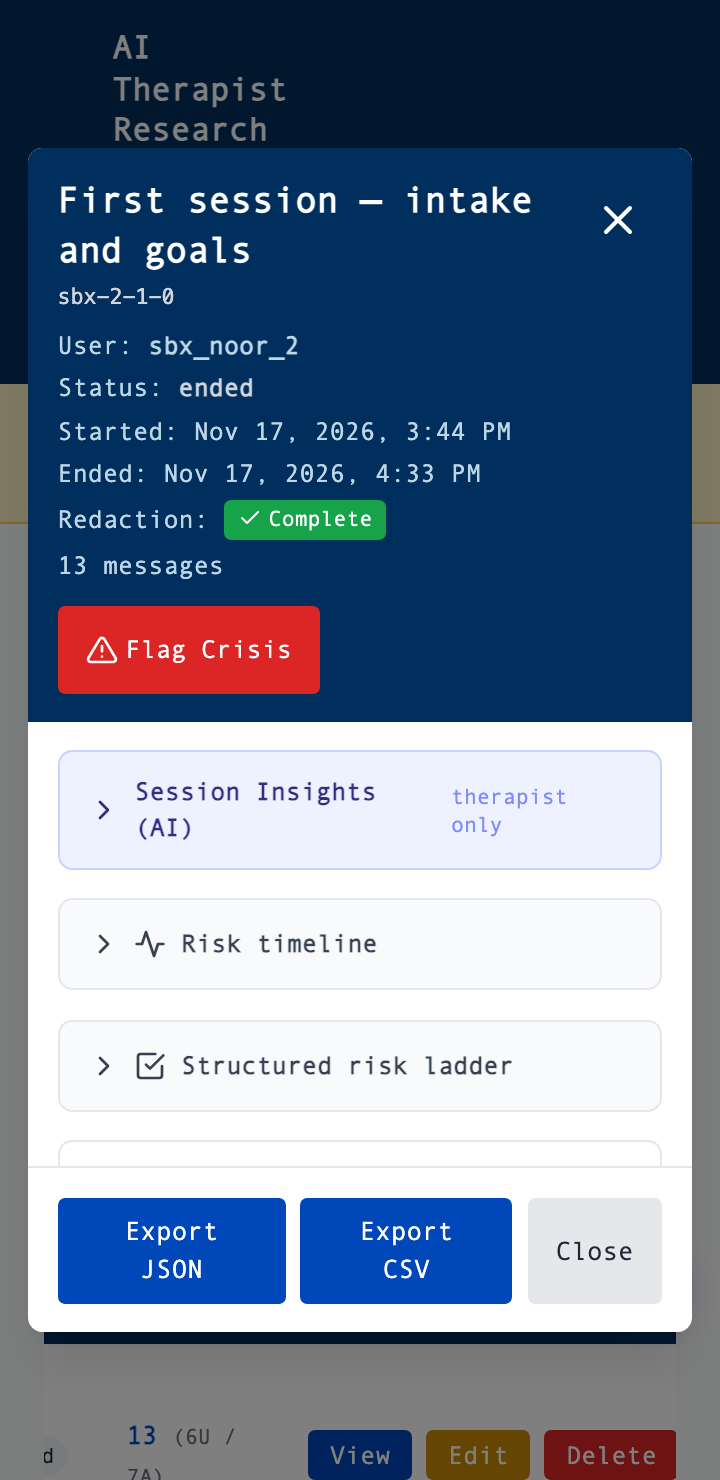 AI
Therapist
Research
First session — intake
and goals
sbx-2-1-0
User: sbx_noor_2
Status: ended
Started: Nov 17, 2026, 3:44 PM
Ended: Nov 17, 2026, 4:33 PM
Redaction: Complete
13 messages
Flag Crisis
Session Insights
(AI)
therapist
only
Risk timeline
Structured risk ladder
Export
JSON
Export
CSV
Close
13 (6U /
7A)
d
View Edit Delete